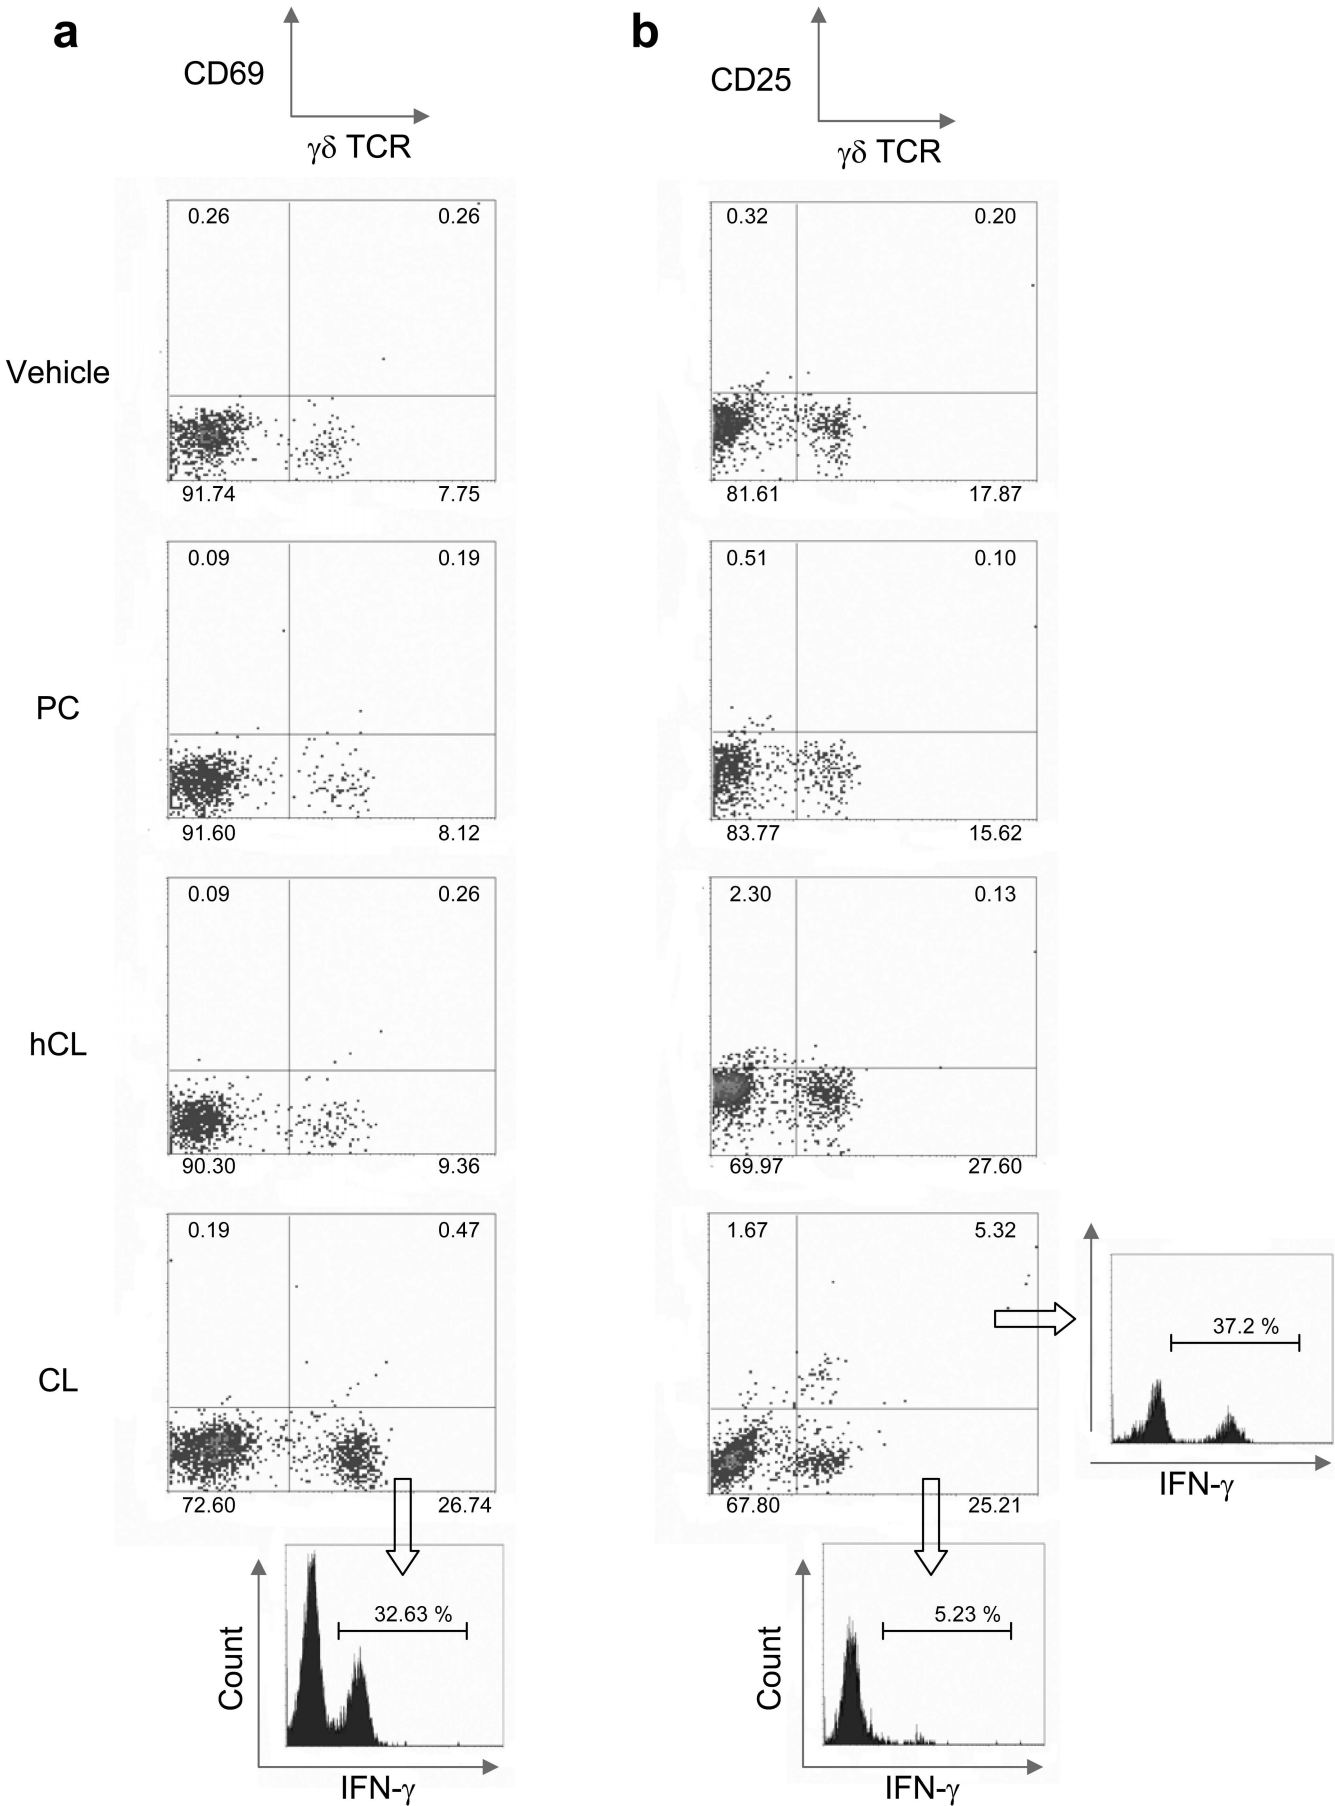 a
b
CD69
CD25
γδ TCR
γδ TCR
0.26
0.26
0.32
0.20
Vehicle
91.74
7.75
81.61
17.87
0.09
0.19
0.51
0.10
PC
91.60
8.12
83.77
15.62
0.09
0.26
2.30
0.13
hCL
90.30
9.36
69.97
27.60
0.19
0.47
1.67
5.32
37.2 %
CL
IFN-γ
72.60
26.74
67.80
25.21
32.63 %
5.23 %
Count
Count
IFN-γ
IFN-γ